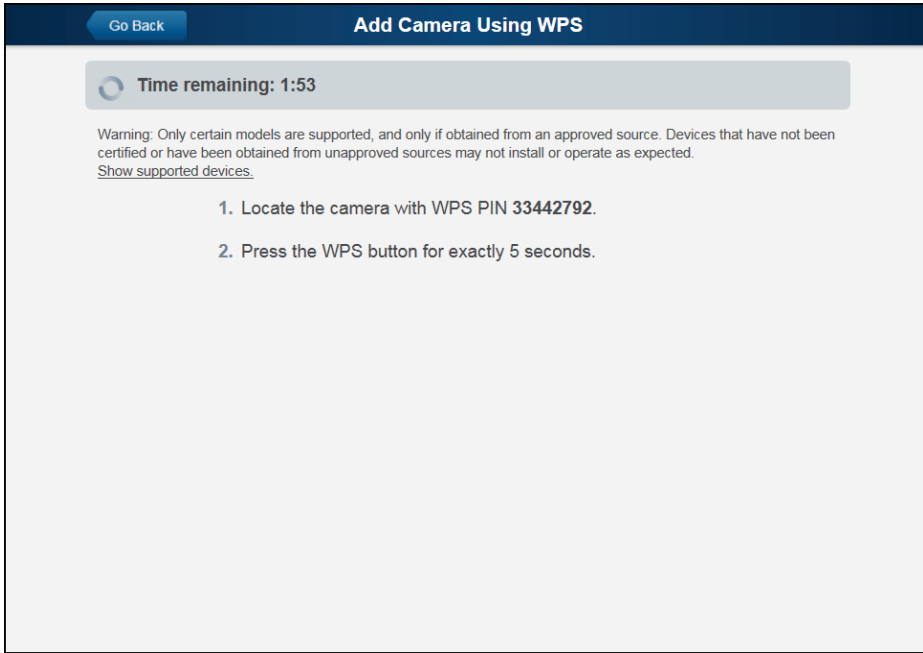 Go Back
Add Camera Using WPS
Time remaining: 1:53
Warning: Only certain models are supported, and only if obtained from an approved source. Devices that have not been
certified or have been obtained from unapproved sources may not install or operate as expected.
Show supported devices.
1. Locate the camera with WPS PIN 33442792.
2. Press the WPS button for exactly 5 seconds.